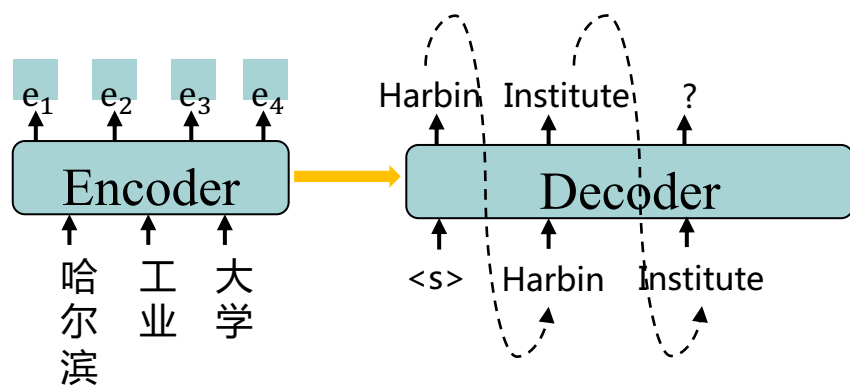 e₁ e₂ e₃ e₄
Harbin Institute ?
Encoder
Decoder
<s> Harbin Institute
哈尔滨
工业
大学